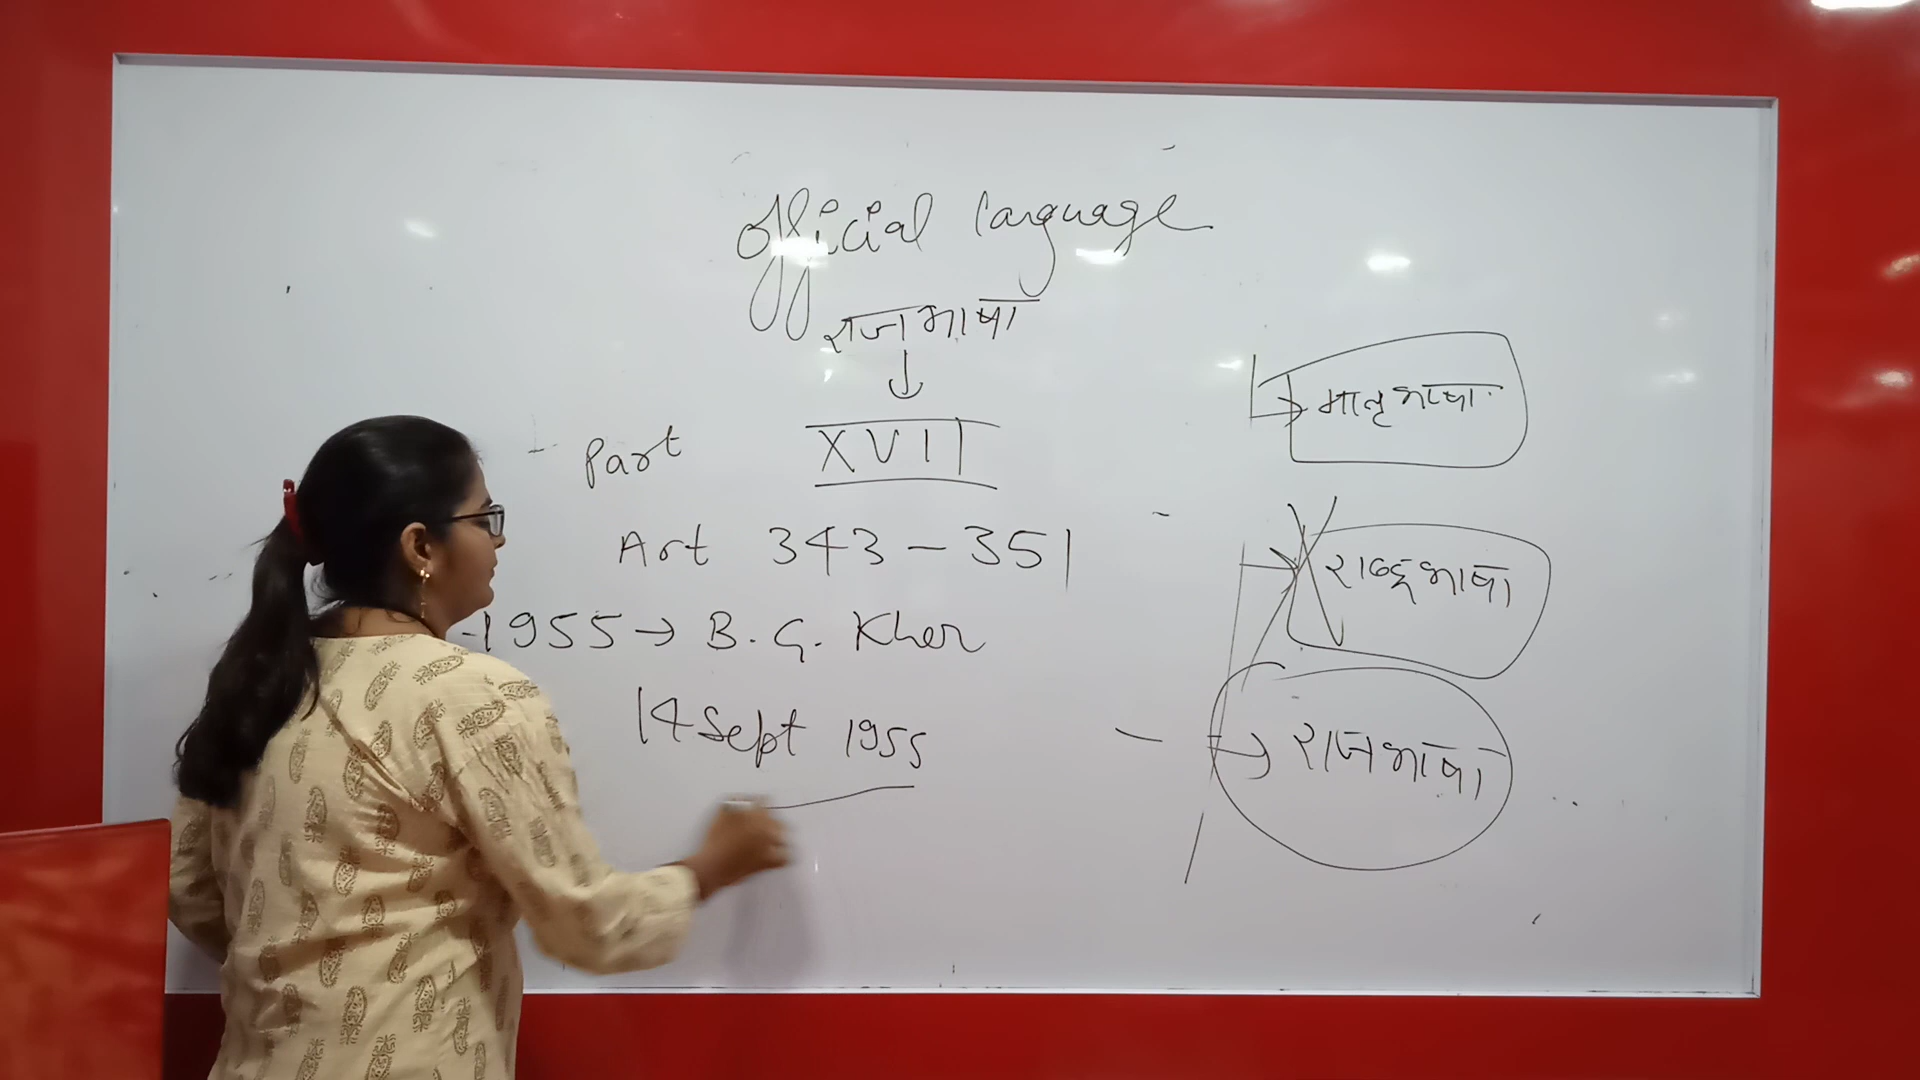 official language
राजभाषा
Part XVII
Art 343-351
1955→ B.G. Kher
14 Sept 1955
→ मातृभाषा
→ राष्ट्रभाषा
→ राजभाषा